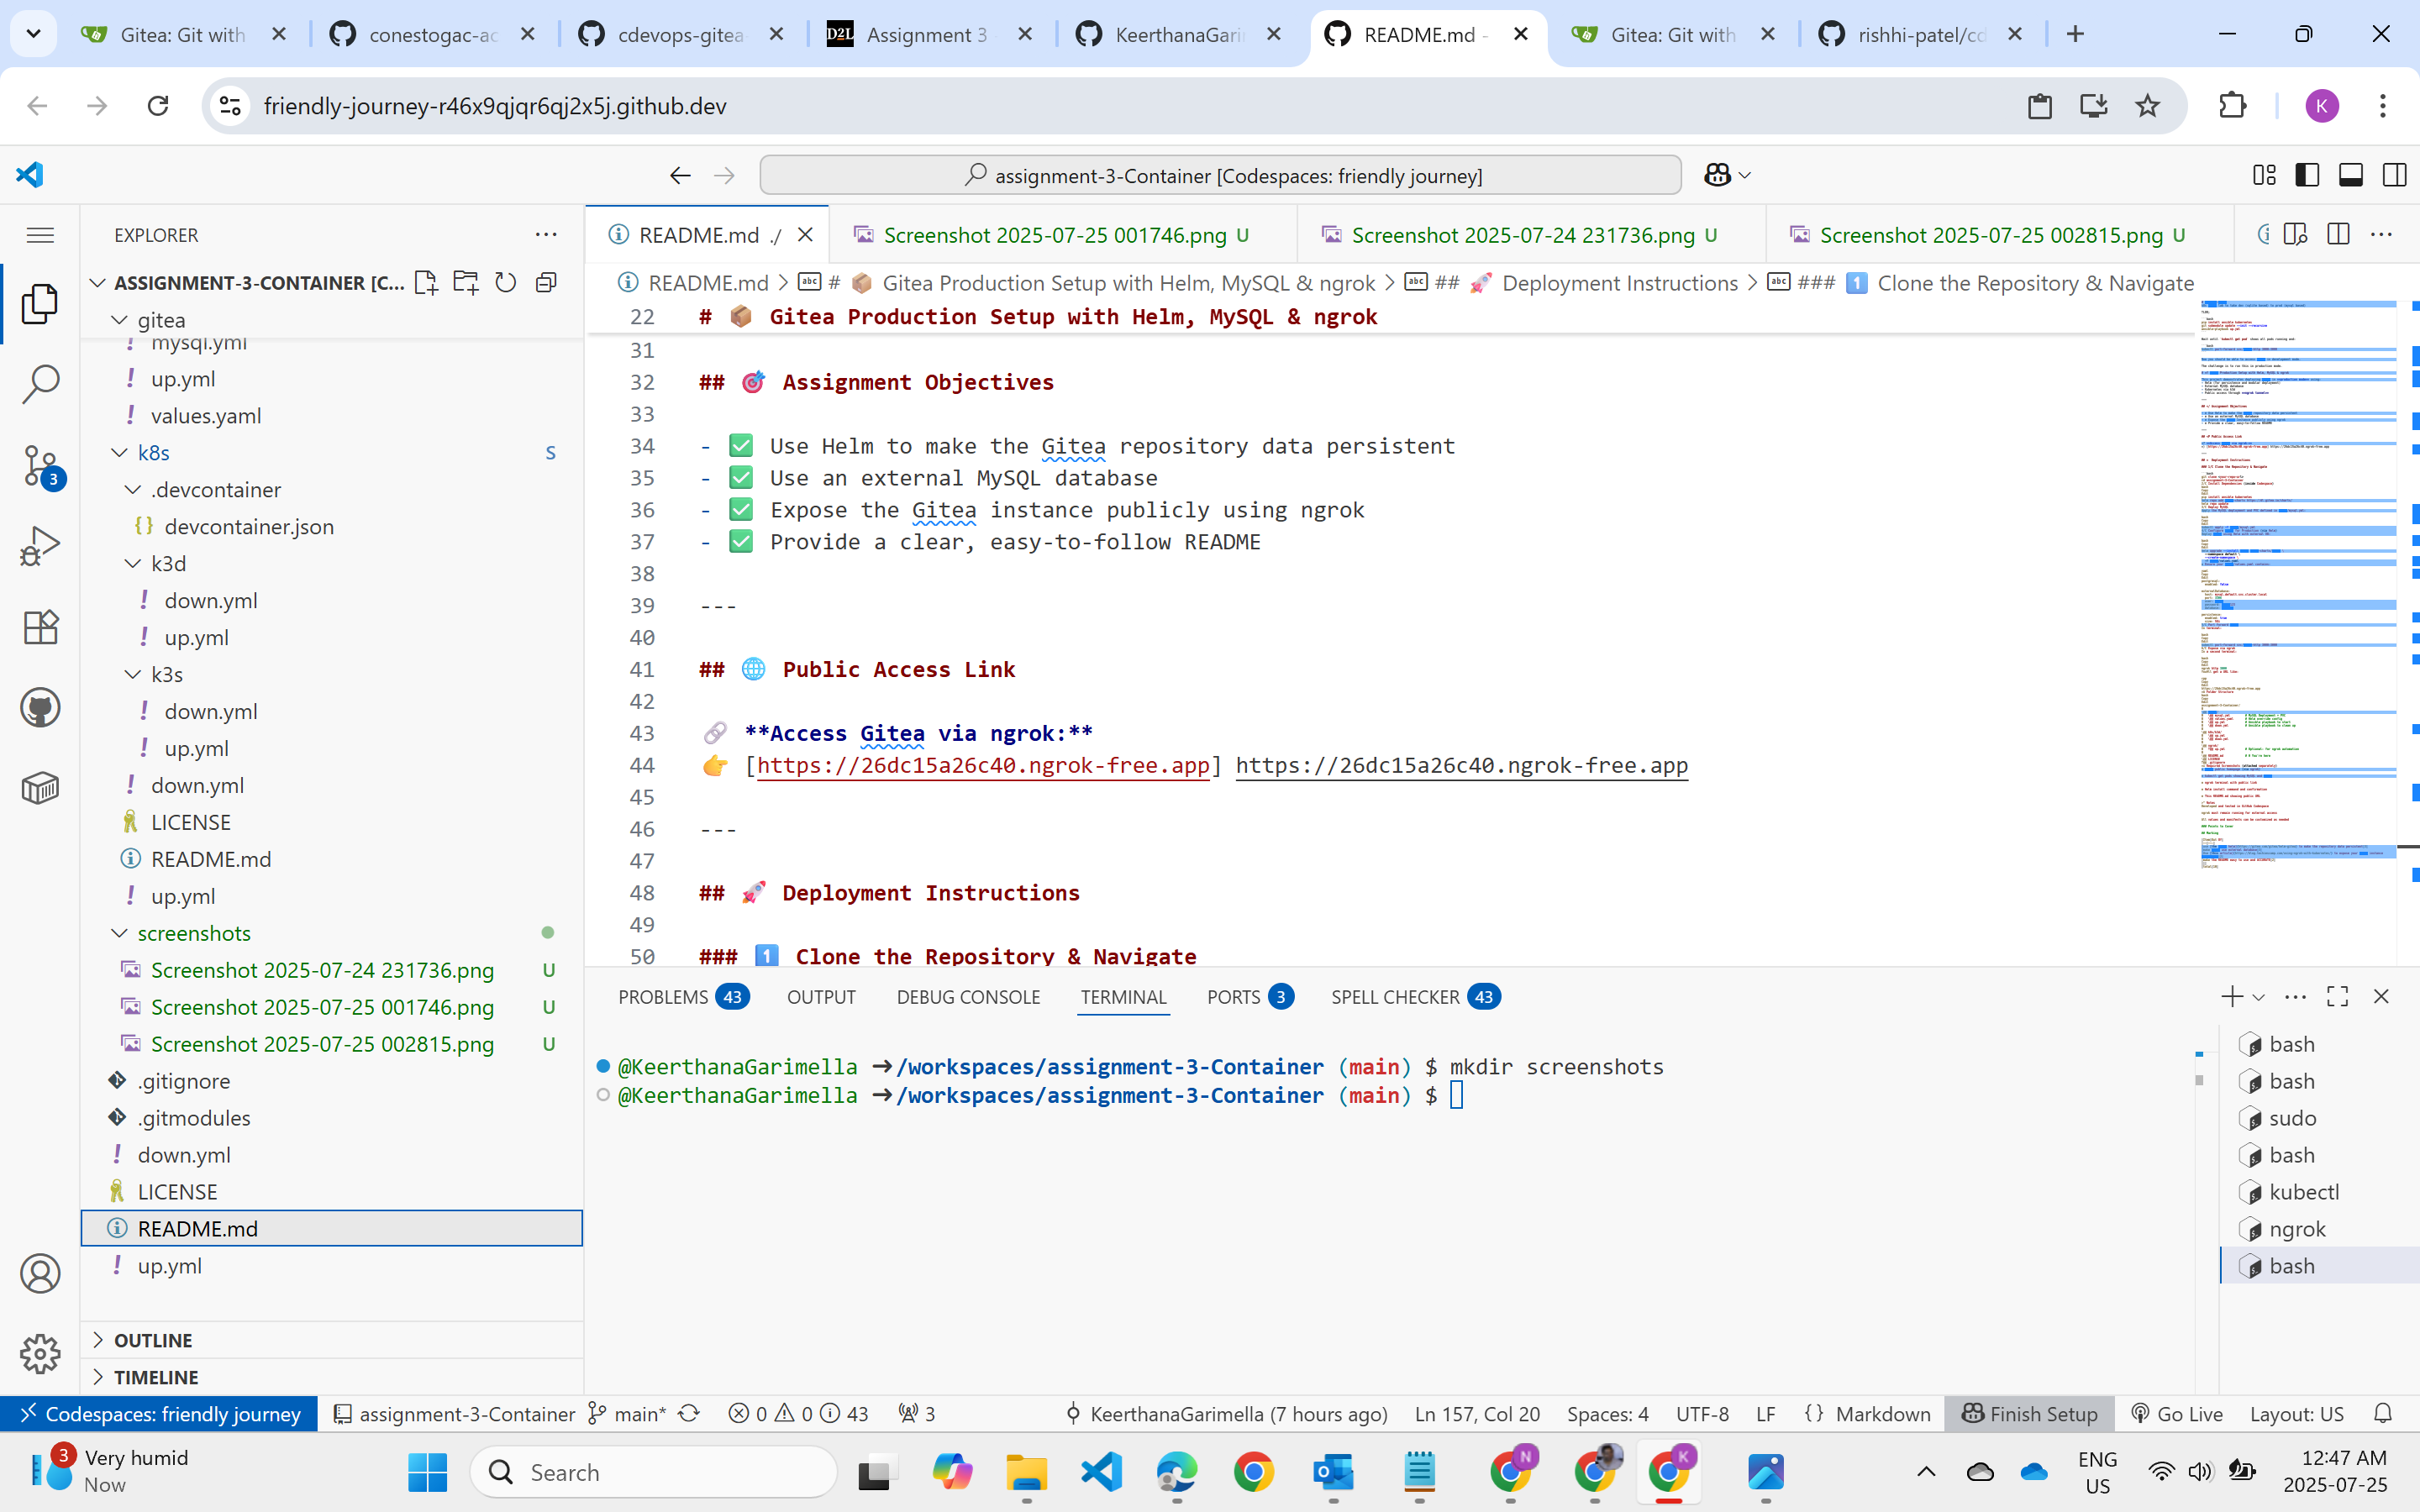 Gitea: Git with
conestogac-ac
cdevops-gitea-
D2L Assignment 3 -
KeerthanaGari
README.md -
Gitea: Git with
rishhi-patel/cd
friendly-journey-r46x9qjqr6qj2x5j.github.dev
K
assignment-3-Container [Codespaces: friendly journey]
EXPLORER
ASSIGNMENT-3-CONTAINER [C...
gitea
mysql.yml
up.yml
values.yaml
k8s S
.devcontainer
{} devcontainer.json
k3d
down.yml
up.yml
k3s
down.yml
up.yml
down.yml
LICENSE
README.md
up.yml
screenshots
Screenshot 2025-07-24 231736.png U
Screenshot 2025-07-25 001746.png U
Screenshot 2025-07-25 002815.png U
.gitignore
.gitmodules
down.yml
LICENSE
README.md
up.yml
OUTLINE
TIMELINE
3
README.md ./
Screenshot 2025-07-25 001746.png U
Screenshot 2025-07-24 231736.png U
Screenshot 2025-07-25 002815.png U
README.md > # 📦 Gitea Production Setup with Helm, MySQL & ngrok > ## 🚀 Deployment Instructions > ### 1️⃣ Clone the Repository & Navigate
22 # 📦 Gitea Production Setup with Helm, MySQL & ngrok
31
32 ## 🎯 Assignment Objectives
33
34 - ✅ Use Helm to make the Gitea repository data persistent
35 - ✅ Use an external MySQL database
36 - ✅ Expose the Gitea instance publicly using ngrok
37 - ✅ Provide a clear, easy-to-follow README
38
39 ---
40
41 ## 🌐 Public Access Link
42
43 🔗 **Access Gitea via ngrok:**
44 👉 [https://26dc15a26c40.ngrok-free.app] https://26dc15a26c40.ngrok-free.app
45
46 ---
47
48 ## 🚀 Deployment Instructions
49
50 ### 1️⃣ Clone the Repository & Navigate
PROBLEMS 43 OUTPUT DEBUG CONSOLE TERMINAL PORTS 3 SPELL CHECKER 43
@KeerthanaGarimella ➜/workspaces/assignment-3-Container (main) $ mkdir screenshots
@KeerthanaGarimella ➜/workspaces/assignment-3-Container (main) $
bash
bash
sudo
bash
kubectl
ngrok
bash
Codespaces: friendly journey assignment-3-Container main* 0 0 43 3 KeerthanaGarimella (7 hours ago) Ln 157, Col 20 Spaces: 4 UTF-8 LF {} Markdown Finish Setup Go Live Layout: US
3 Very humid
Now
Search
N
K
ENG
US
12:47 AM
2025-07-25